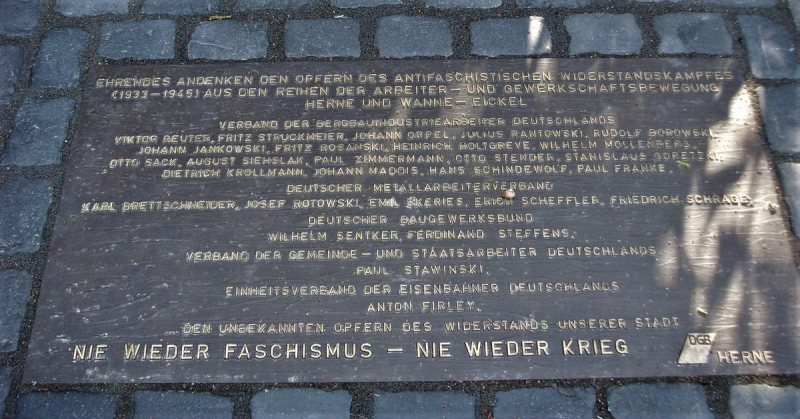 EHRENDES ANDENKEN DEN OPFERN DES ANTIFASCHISTISCHEN WIDERSTANDSKAMPFES
(1933-1945) AUS DEN REIHEN DER ARBEITER- UND GEWERKSCHAFTSBEWEGUNG
HERNE UND WANNE-EICKEL
VERBAND DER BERGBAUINDUSTRIEARBEITER DEUTSCHLANDS
VIKTOR REUTER, FRITZ STRUCKMEIER, JOHANN ORPEL, JULIUS RANTOWSKI, RUDOLF BOROWSKI,
JOHANN JANKOWSKI, FRITZ ROSANSKI, HEINRICH HOLTGREVE, WILHELM MOLLENBERG,
OTTO SACK, AUGUST SIEHSLAK, PAUL ZIMMERMANN, OTTO STENDER, STANISLAUS GORETZKI,
DIETRICH KROLLMANN, JOHANN MADDIS, HANS SCHINDEWOLF, PAUL FRANKE,
DEUTSCHER METALLARBEITERVERBAND
KARL BRETTSCHNEIDER, JOSEF ROTOWSKI, EMIL SKERIES, ERICH SCHEFFLER, FRIEDRICH SCHRAGE,
DEUTSCHER BAUGEWERKSBUND
WILHELM SENTKER, FERDINAND STEFFENS,
VERBAND DER GEMEINDE- UND STAATSARBEITER DEUTSCHLANDS
PAUL STAWINSKI,
EINHEITSVERBAND DER EISENBAHNER DEUTSCHLANDS
ANTON FIRLEY,
DEN UNBEKANNTEN OPFERN DES WIDERSTANDS UNSERER STADT
NIE WIEDER FASCHISMUS - NIE WIEDER KRIEG
DGB HERNE